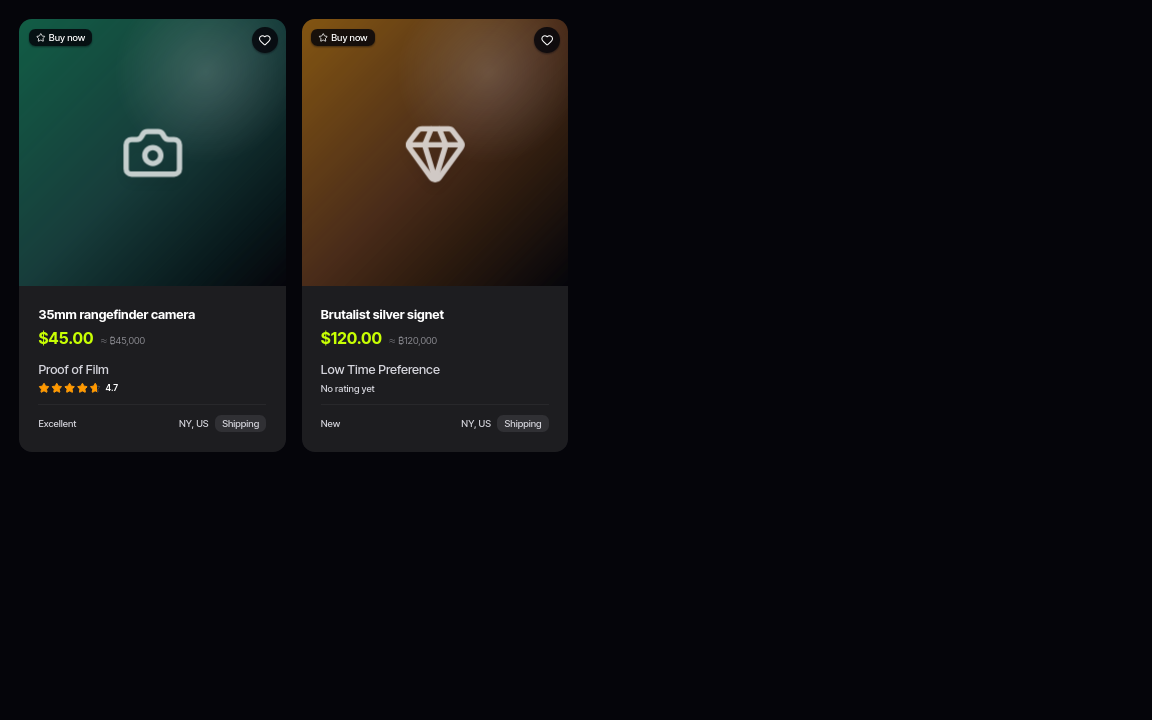 Buy now
35mm rangefinder camera
$45.00 ≈ ₿45,000
Proof of Film
4.7
Excellent NY, US Shipping
Buy now
Brutalist silver signet
$120.00 ≈ ₿120,000
Low Time Preference
No rating yet
New NY, US Shipping